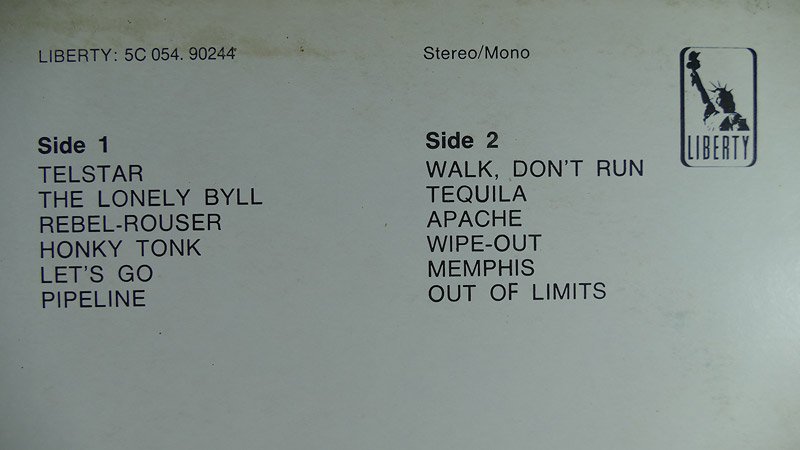 LIBERTY: 5C 054. 90244
Stereo/Mono
LIBERTY
Side 1
TELSTAR
THE LONELY BYLL
REBEL-ROUSER
HONKY TONK
LET'S GO
PIPELINE
Side 2
WALK, DON'T RUN
TEQUILA
APACHE
WIPE-OUT
MEMPHIS
OUT OF LIMITS